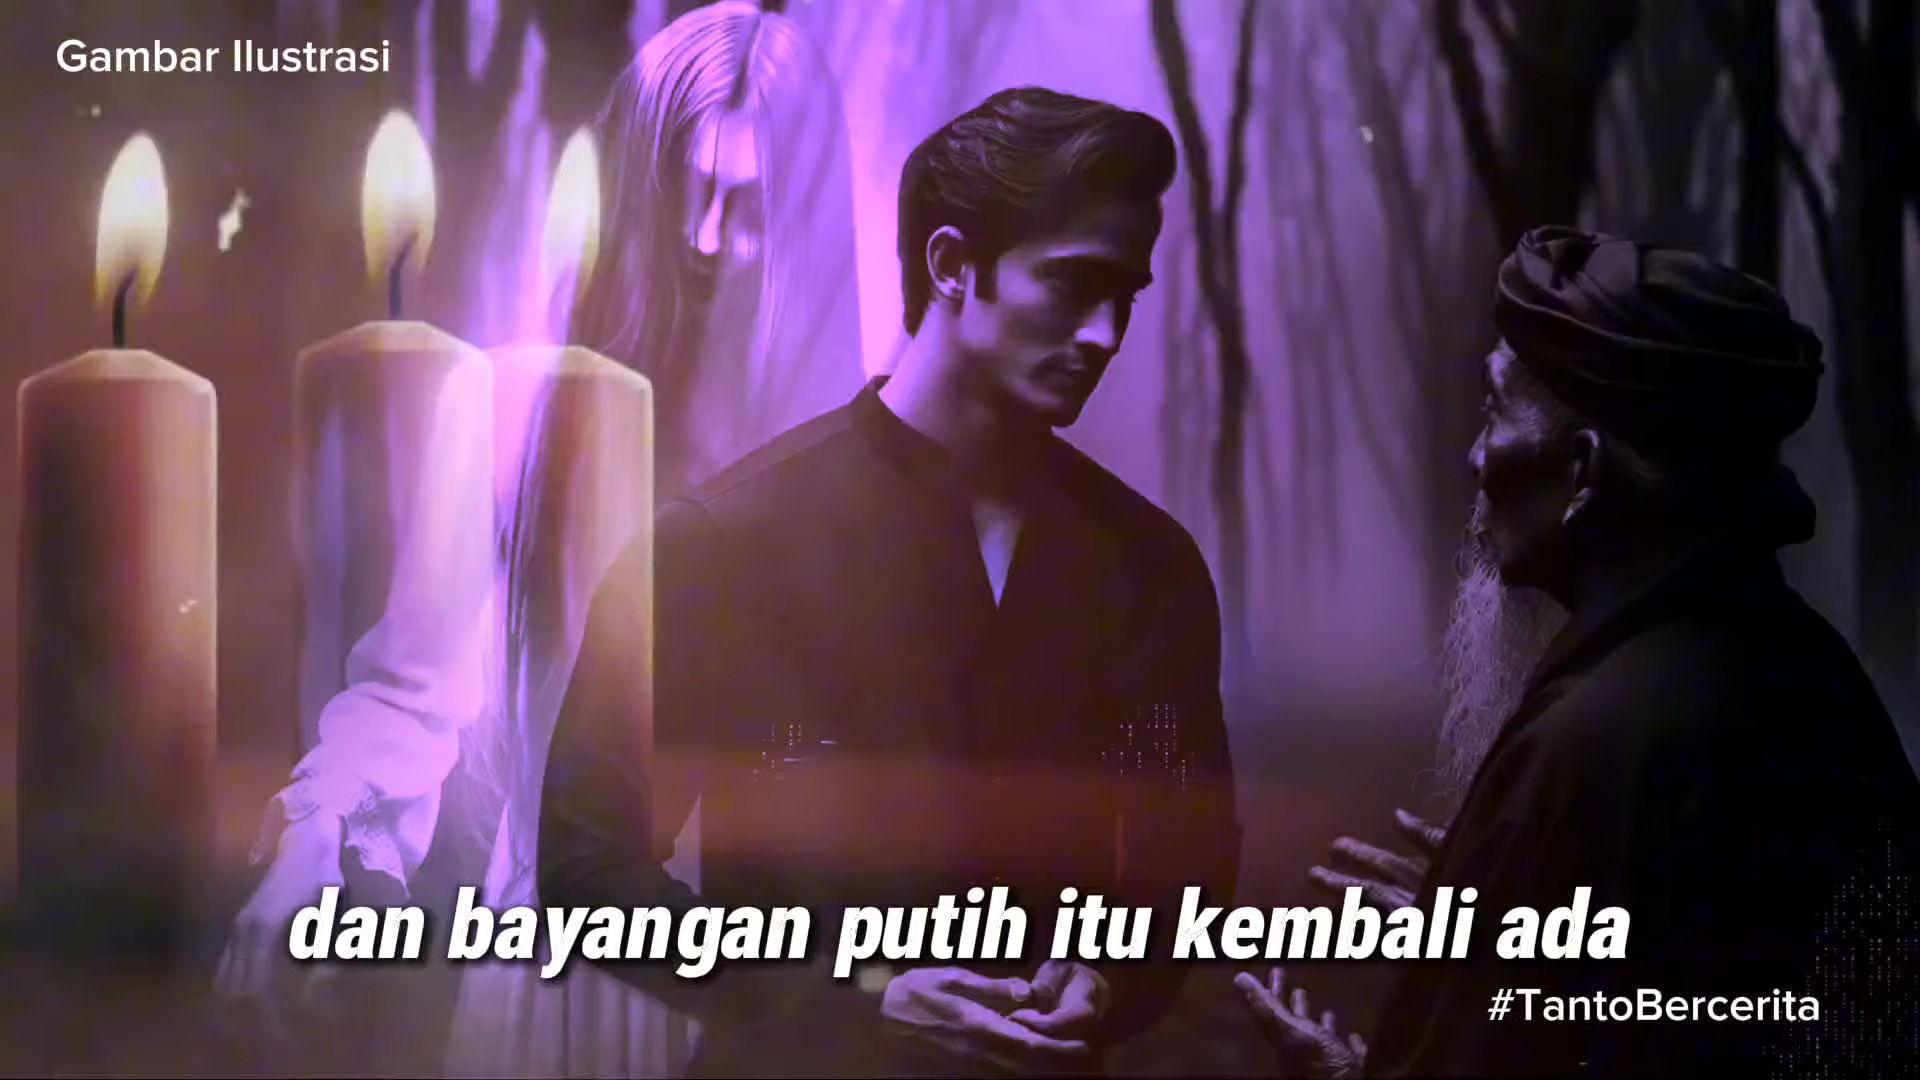 Gambar Ilustrasi
dan bayangan putih itu kembali ada
#TantoBercerita